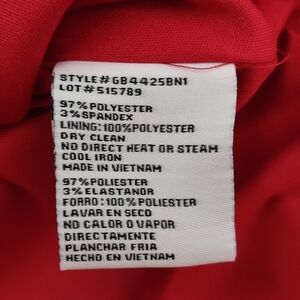 STYLE#GB4425BN1
LOT#515789
97%POLYESTER
3%SPANDEX
LINING:100%POLYESTER
DRY CLEAN
NO DIRECT HEAT OR STEAM
COOL IRON
MADE IN VIETNAM
97%POLIESTER
3% ELASTANOR
FORRO:100%POLIESTER
LAVAR EN SECO
NO CALOR O VAPOR
DIRECTAMENTE
PLANCHAR FRIA
HECHO EN VIETNAM